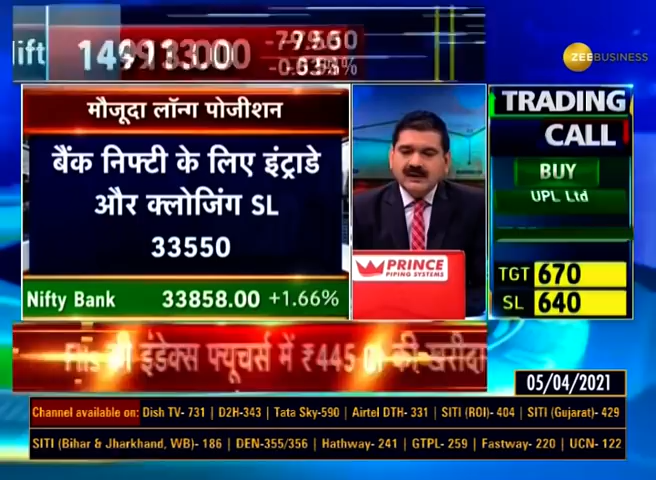 ZEEBUSINESS
मौजूदा लॉन्ग पोजीशन
बैंक निफ्टी के लिए इंट्राडे
और क्लोजिंग SL
33550
Nifty Bank 33858.00 +1.66%
PRINCE
PIPING SYSTEMS
TRADING
CALL
BUY
UPL Ltd
TGT 670
SL 640
इंडेक्स फ्यूचर्स में ₹445
05/04/2021
Channel available on: Dish TV- 731 | D2H-343 | Tata Sky-590 | Airtel DTH- 331 | SITI (ROI)- 404 | SITI (Gujarat)- 429
SITI (Bihar & Jharkhand, WB)- 186 | DEN-355/356 | Hathway- 241 | GTPL- 259 | Fastway- 220 | UCN- 122